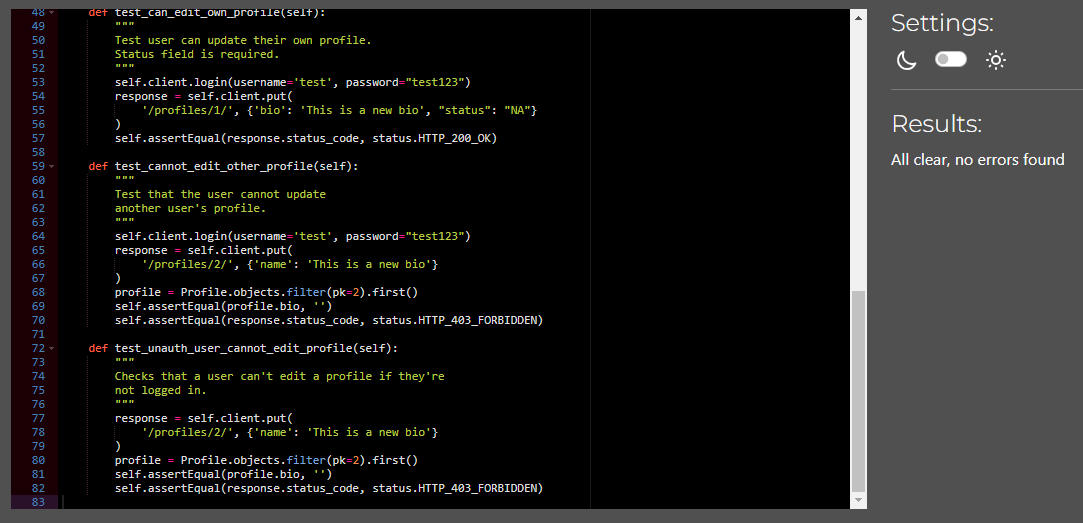 48 def test_can_edit_own_profile(self):
49 """
50 Test user can update their own profile.
51 Status field is required.
52 """
53 self.client.login(username='test', password="test123")
54 response = self.client.put(
55 '/profiles/1/', {'bio': 'This is a new bio', "status": "NA"}
56 )
57 self.assertEqual(response.status_code, status.HTTP_200_OK)
58
59 def test_cannot_edit_other_profile(self):
60 """
61 Test that the user cannot update
62 another user's profile.
63 """
64 self.client.login(username='test', password="test123")
65 response = self.client.put(
66 '/profiles/2/', {'name': 'This is a new bio'}
67 )
68 profile = Profile.objects.filter(pk=2).first()
69 self.assertEqual(profile.bio, '')
70 self.assertEqual(response.status_code, status.HTTP_403_FORBIDDEN)
71
72 def test_unauth_user_cannot_edit_profile(self):
73 """
74 Checks that a user can't edit a profile if they're
75 not logged in.
76 """
77 response = self.client.put(
78 '/profiles/2/', {'name': 'This is a new bio'}
79 )
80 profile = Profile.objects.filter(pk=2).first()
81 self.assertEqual(profile.bio, '')
82 self.assertEqual(response.status_code, status.HTTP_403_FORBIDDEN)
83
Settings:
Results:
All clear, no errors found